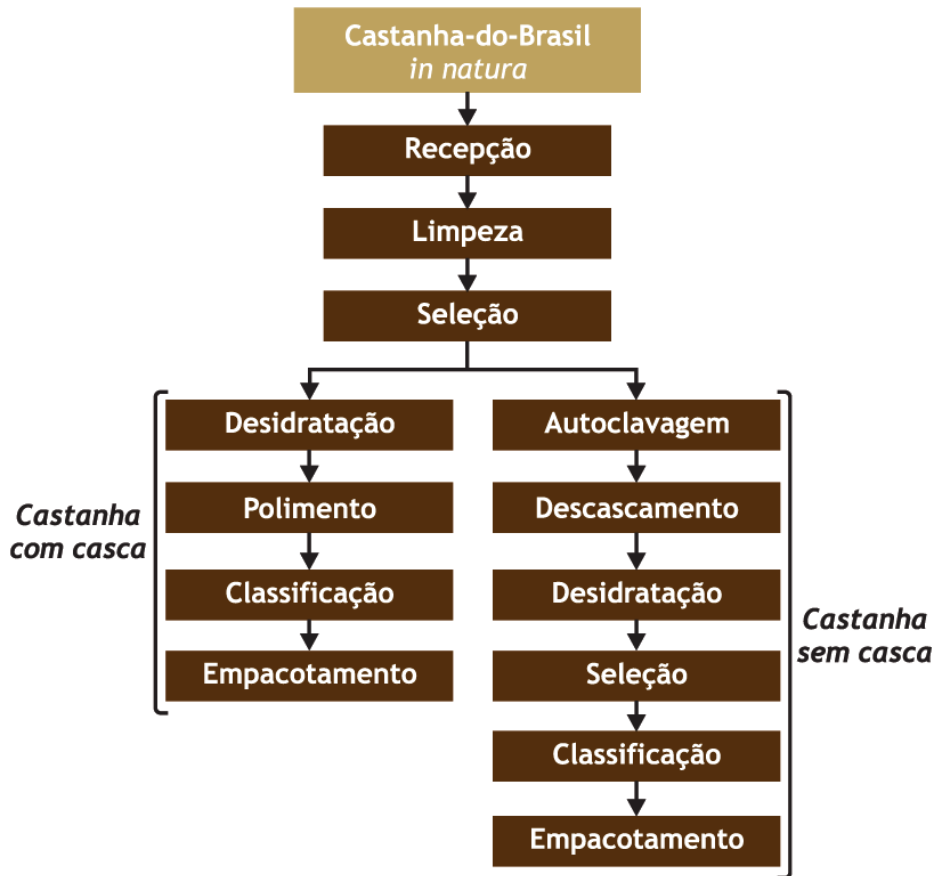 Castanha-do-Brasil
in natura
Recepção
Limpeza
Seleção
Castanha
com casca
Desidratação
Polimento
Classificação
Empacotamento
Autoclavagem
Descascamento
Desidratação
Seleção
Classificação
Empacotamento
Castanha
sem casca